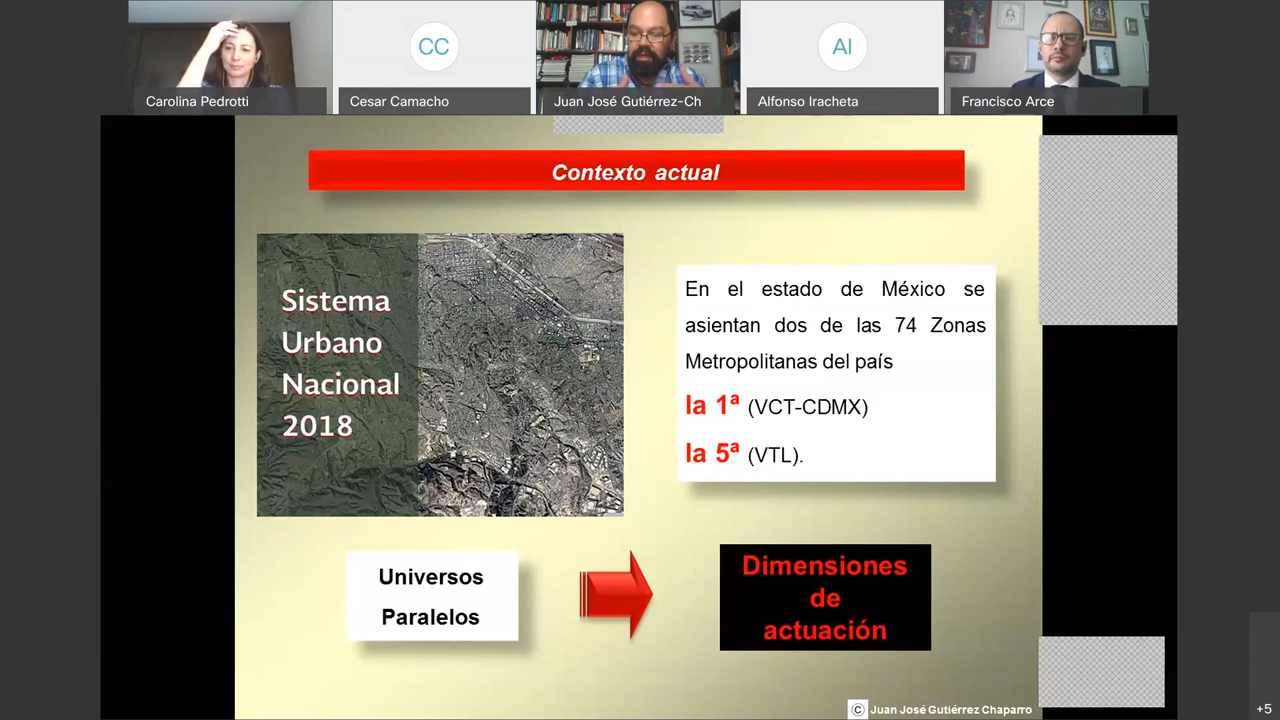 CC
AI
Carolina Pedrotti
Cesar Camacho
Juan José Gutiérrez-Ch
Alfonso Iracheta
Francisco Arce
Contexto actual
Sistema
Urbano
Nacional
2018
En el estado de México se
asientan dos de las 74 Zonas
Metropolitanas del país
la 1ª (VCT-CDMX)
la 5ª (VTL).
Universos
Paralelos
Dimensiones
de
actuación
© Juan José Gutiérrez Chaparro
+5